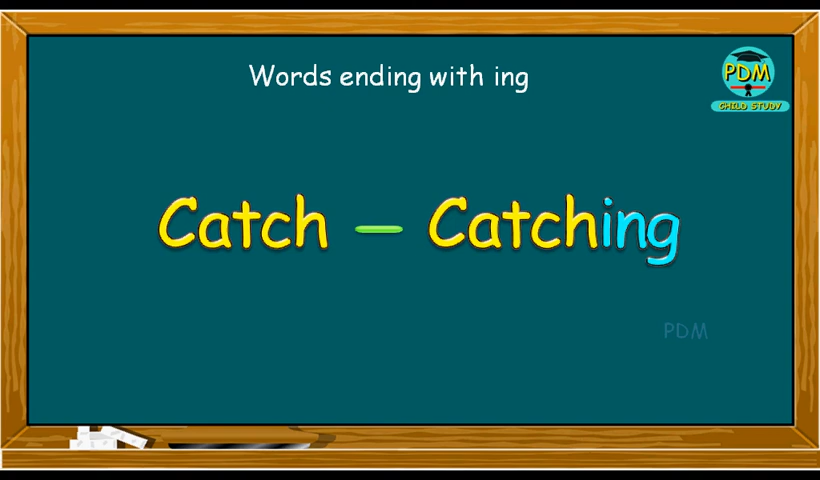 Words ending with ing
PDM
CHILD STUDY
Catch – Catching
PDM